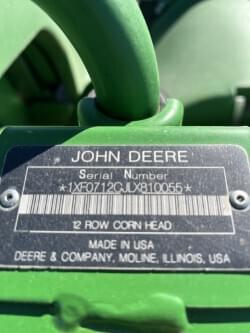 JOHN DEERE
Serial Number
*1XF0712CJLX810055*
12 ROW CORN HEAD
MADE IN USA
DEERE & COMPANY, MOLINE, ILLINOIS, USA